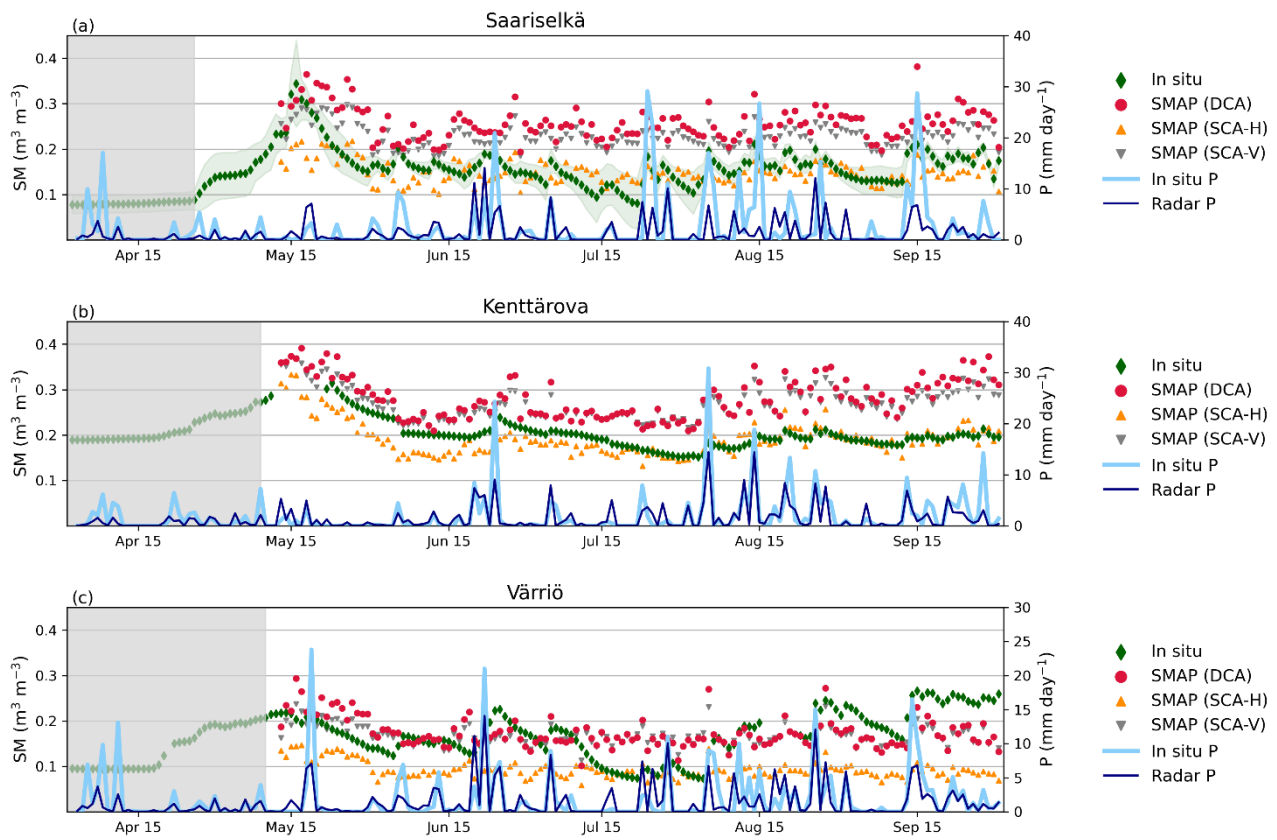 Saariselkä
(a)
SM (m³ m⁻³)
0.4
0.3
0.2
0.1
40
30
20
10
0
P (mm day⁻¹)
Apr 15
May 15
Jun 15
Jul 15
Aug 15
Sep 15
In situ
SMAP (DCA)
SMAP (SCA-H)
SMAP (SCA-V)
In situ P
Radar P
Kenttärova
(b)
SM (m³ m⁻³)
0.4
0.3
0.2
0.1
40
30
20
10
0
P (mm day⁻¹)
Apr 15
May 15
Jun 15
Jul 15
Aug 15
Sep 15
In situ
SMAP (DCA)
SMAP (SCA-H)
SMAP (SCA-V)
In situ P
Radar P
Värriö
(c)
SM (m³ m⁻³)
0.4
0.3
0.2
0.1
30
25
20
15
10
5
0
P (mm day⁻¹)
Apr 15
May 15
Jun 15
Jul 15
Aug 15
Sep 15
In situ
SMAP (DCA)
SMAP (SCA-H)
SMAP (SCA-V)
In situ P
Radar P